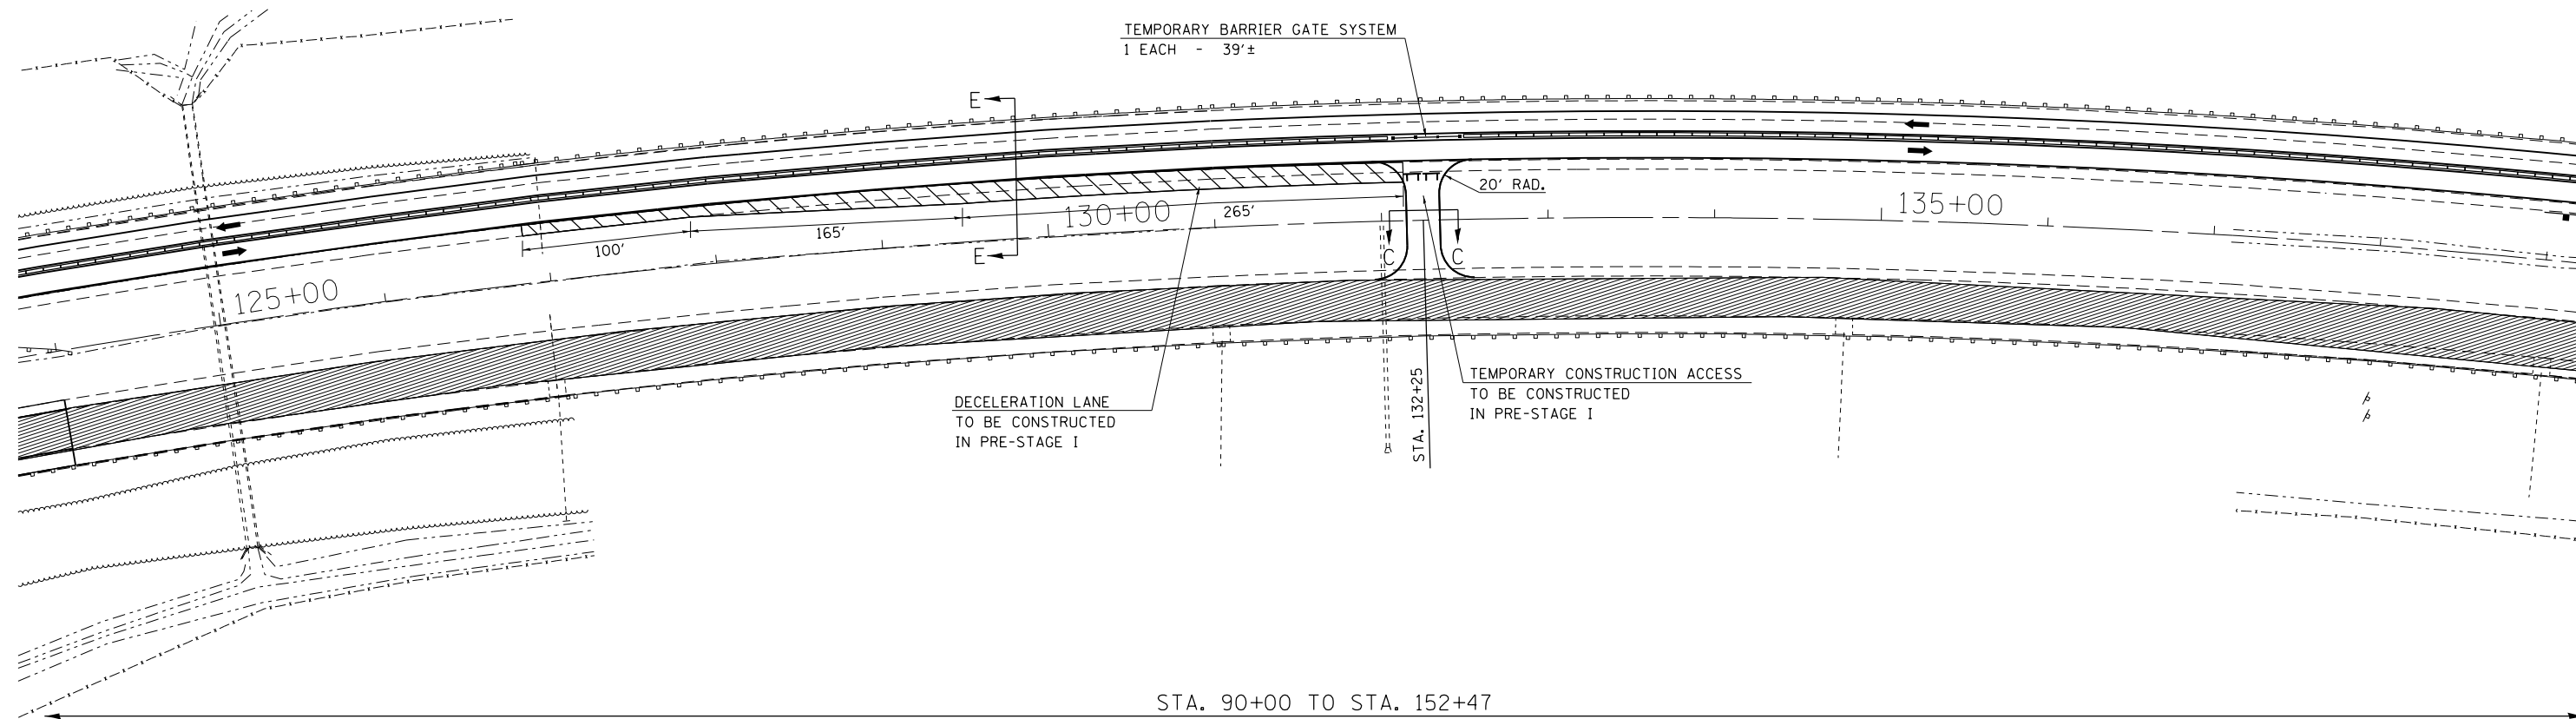 TEMPORARY BARRIER GATE SYSTEM
1 EACH - 39'±
E
E
20' RAD.
130+00
135+00
265'
165'
100'
125+00
C
C
STA. 132+25
TEMPORARY CONSTRUCTION ACCESS
TO BE CONSTRUCTED
IN PRE-STAGE I
DECELERATION LANE
TO BE CONSTRUCTED
IN PRE-STAGE I
STA. 90+00 TO STA. 152+47